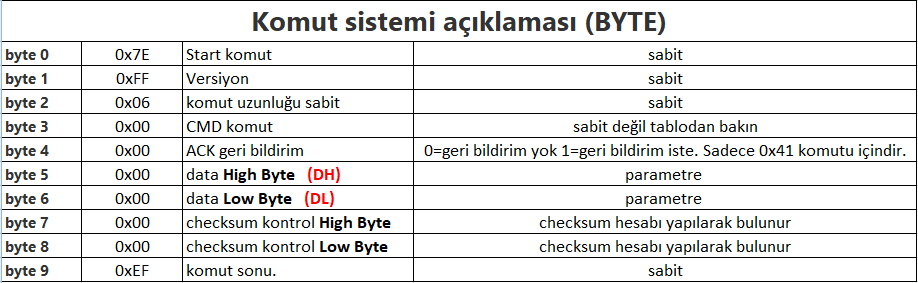 Komut sistemi açıklaması (BYTE)
byte 0 0x7E Start komut sabit
byte 1 0xFF Versiyon sabit
byte 2 0x06 komut uzunluğu sabit sabit
byte 3 0x00 CMD komut sabit değil tablodan bakın
byte 4 0x00 ACK geri bildirim 0=geri bildirim yok 1=geri bildirim iste. Sadece 0x41 komutu içindir.
byte 5 0x00 data High Byte (DH) parametre
byte 6 0x00 data Low Byte (DL) parametre
byte 7 0x00 checksum kontrol High Byte checksum hesabı yapılarak bulunur
byte 8 0x00 checksum kontrol Low Byte checksum hesabı yapılarak bulunur
byte 9 0xEF komut sonu. sabit